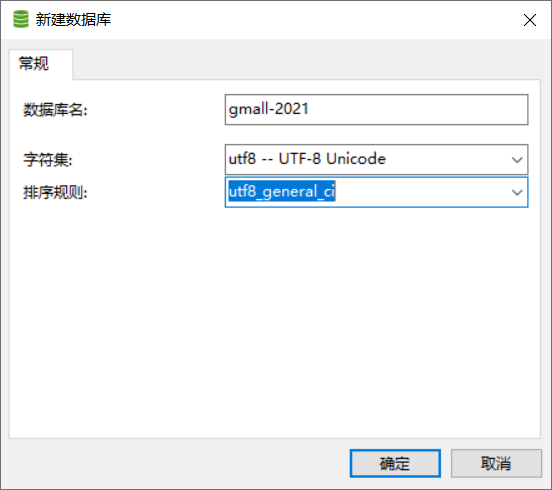 新建数据库
常规
数据库名: gmall-2021
字符集: utf8 -- UTF-8 Unicode
排序规则: utf8_general_ci
确定 取消